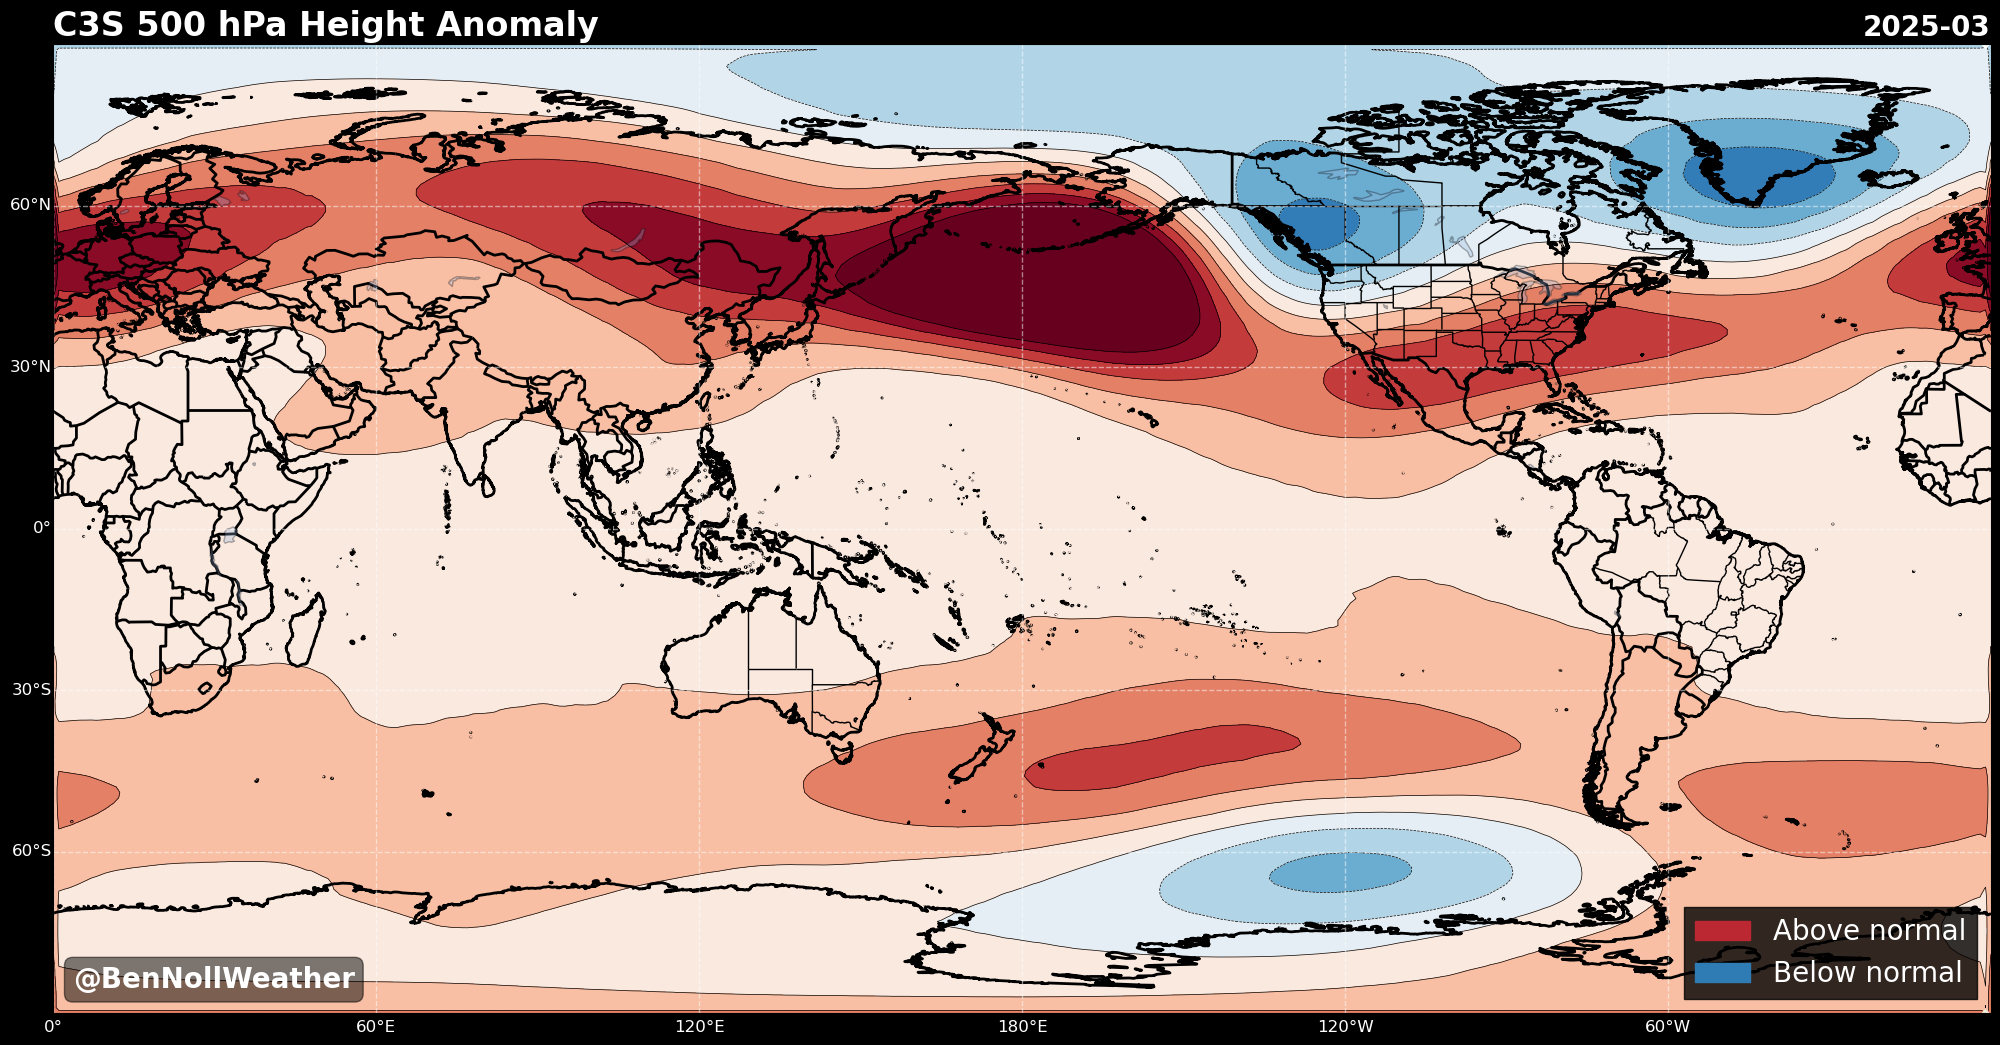 C3S 500 hPa Height Anomaly
2025-03
60°N
30°N
0°
30°S
60°S
Above normal
Below normal
@BenNollWeather
0°
60°E
120°E
180°E
120°W
60°W